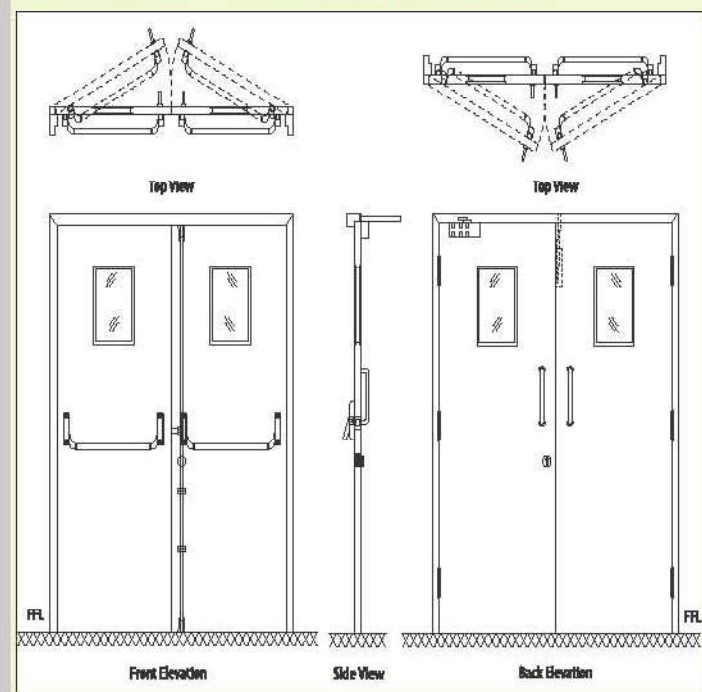 Top View
Top View
FFL
FFL
Front Elevation
Side View
Back Elevation